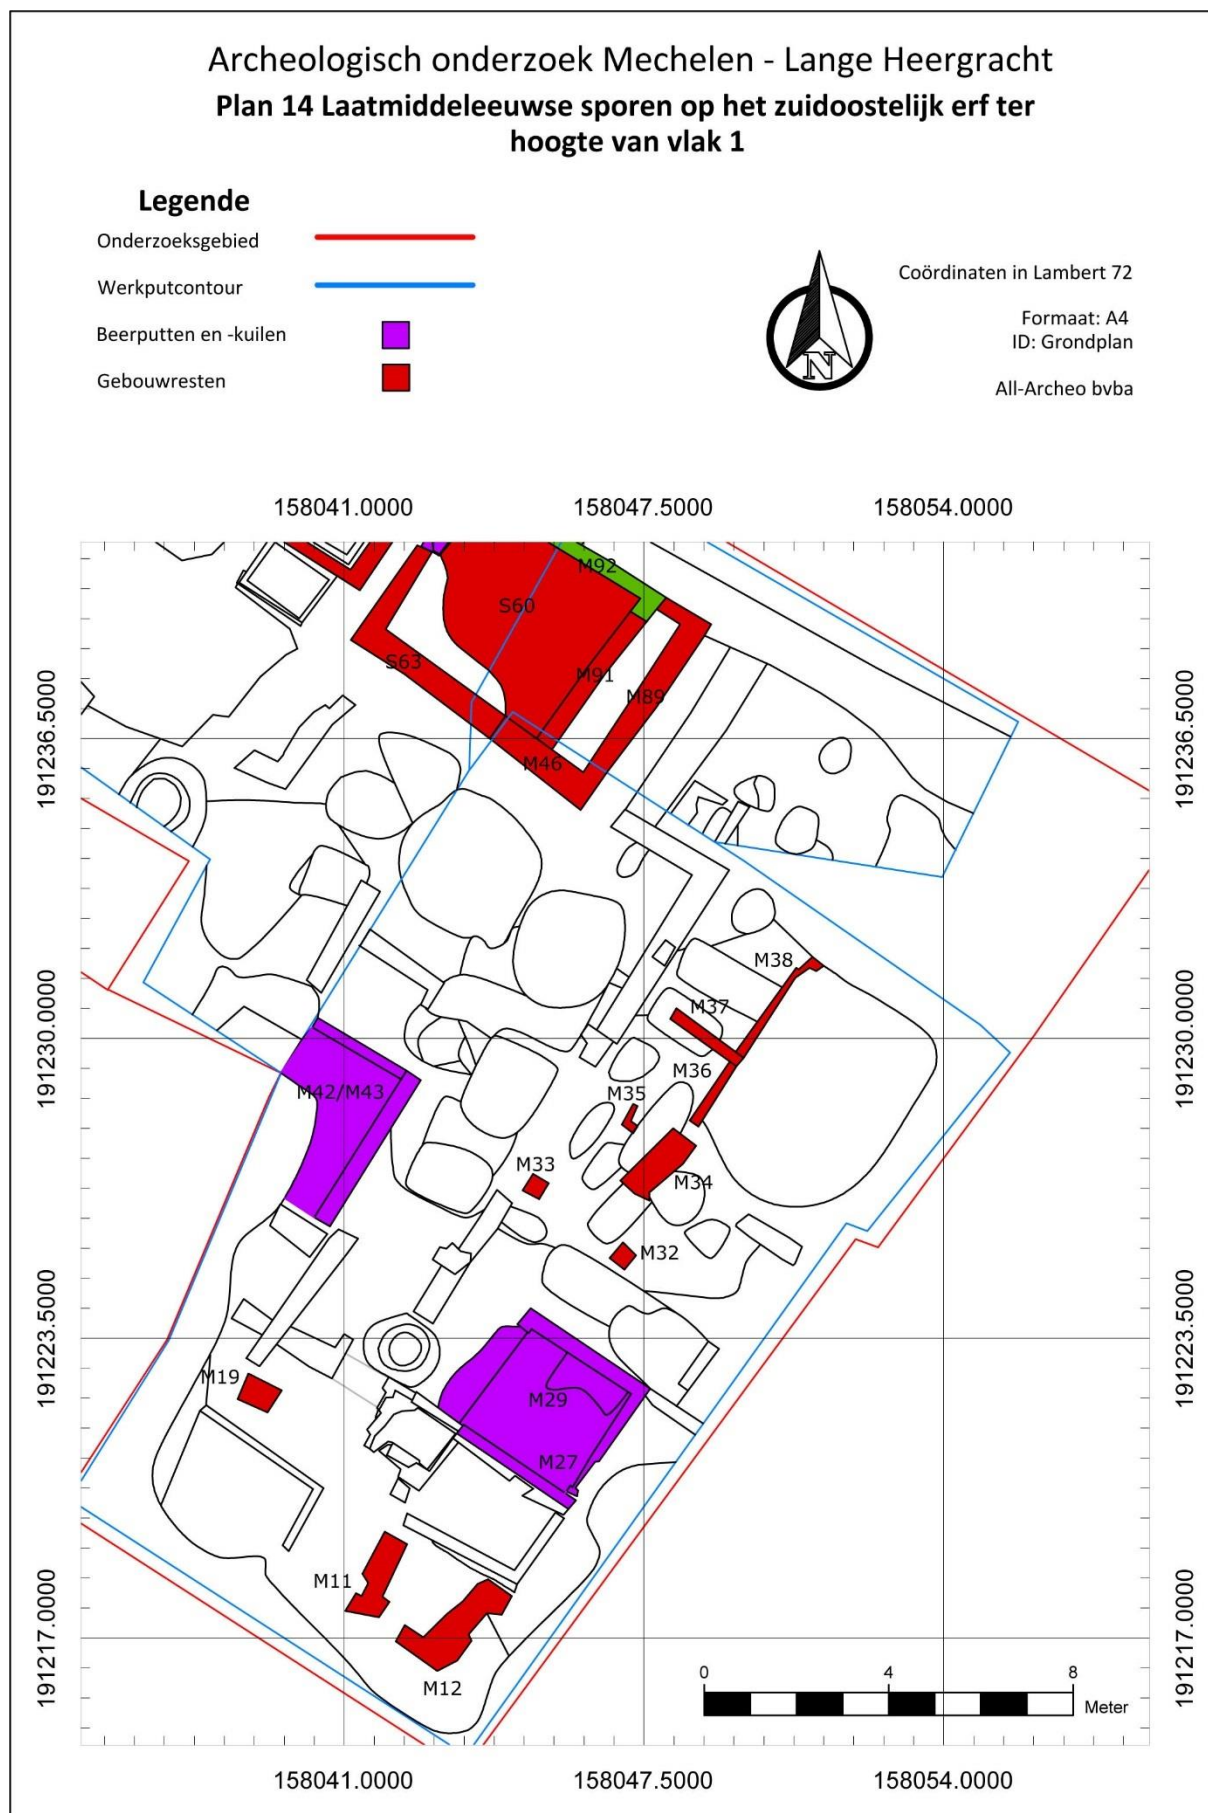 Archeologisch onderzoek Mechelen - Lange Heergracht
Plan 14 Laatmiddeleeuwse sporen op het zuidoostelijk erf ter
hoogte van vlak 1
Legende
Onderzoeksgebied
Werkputcontour
Beerputten en -kuilen
Gebouwresten
N
Coördinaten in Lambert 72
Formaat: A4
ID: Grondplan
All-Archeo bvba
158041.0000 158047.5000 158054.0000
M92
S60
S63
M91
M89
191236.5000 191236.5000
M46
M38
M37
191230.0000 191230.0000
M36
M42/M43
M35
M33
M34
M32
191223.5000 191223.5000
M19
M29
M27
M11
191217.0000 191217.0000
M12
0 4 8
Meter
158041.0000 158047.5000 158054.0000